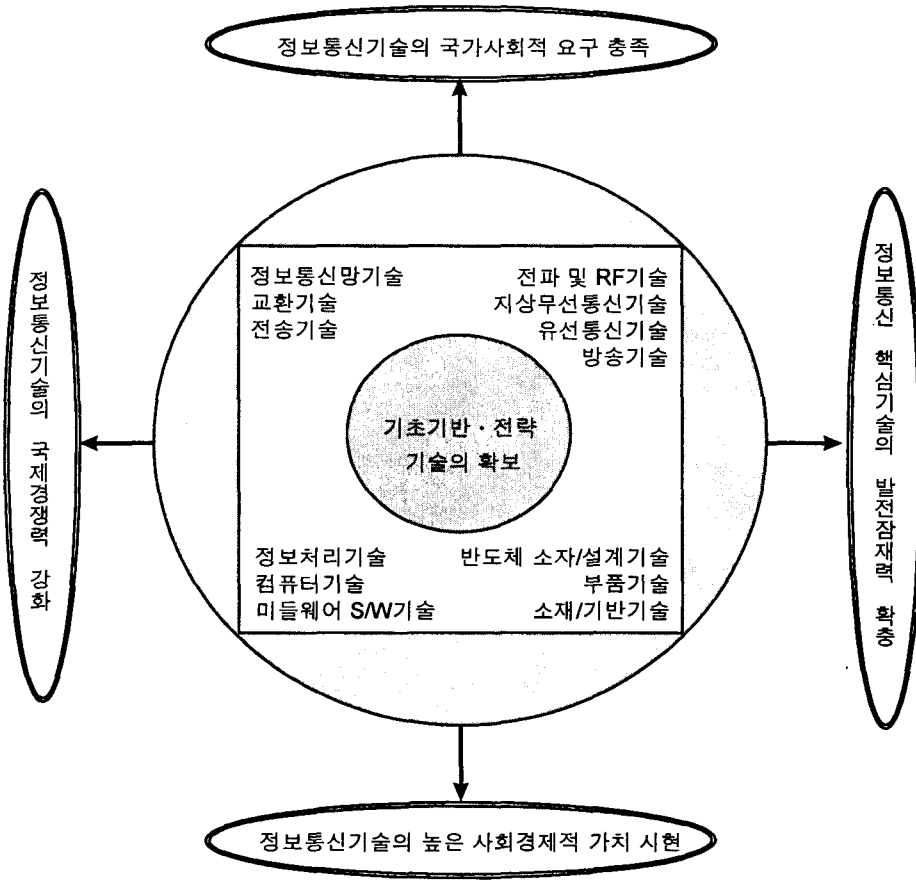 정보통신기술의 국가사회적 요구 충족
정보통신기술의 국제경쟁력 강화
정보통신망기술
교환기술
전송기술
전파 및 RF기술
지상무선통신기술
유선통신기술
방송기술
기초기반·전략
기술의 확보
정보처리기술
컴퓨터기술
미들웨어 S/W기술
반도체 소자/설계기술
부품기술
소재/기반기술
정보통신 핵심기술의 발전잠재력 확충
정보통신기술의 높은 사회경제적 가치 시현